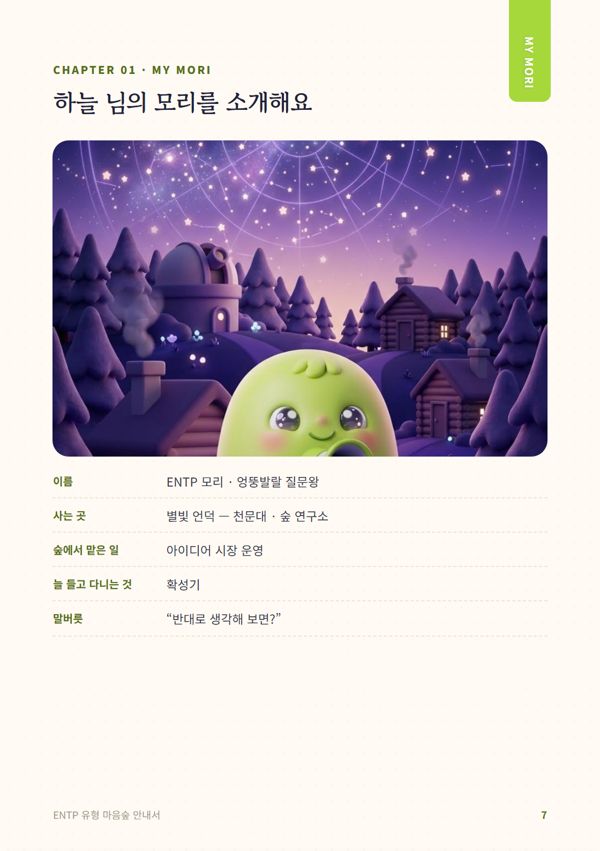 MY MORI
CHAPTER 01 · MY MORI
하늘 님의 모리를 소개해요
이름 ENTP 모리 · 엉뚱발랄 질문왕
사는 곳 별빛 언덕 — 천문대 · 숲 연구소
숲에서 맡은 일 아이디어 시장 운영
늘 들고 다니는 것 확성기
말버릇 “반대로 생각해 보면?”
ENTP 유형 마음숲 안내서 7